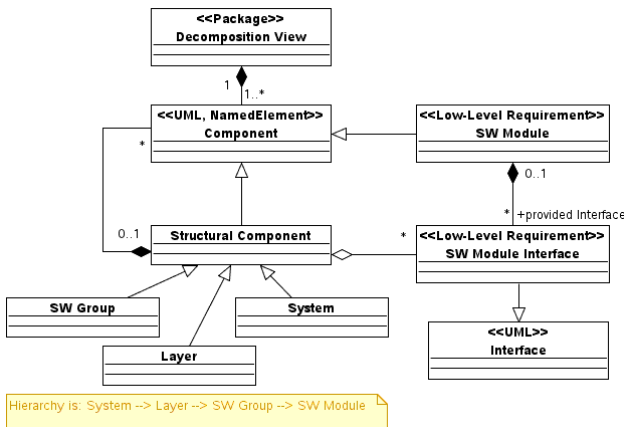 <<Package>>
Decomposition View
1
1..*
<<UML, NamedElement>>
Component
<<Low-Level Requirement>>
SW Module
*
0..1
0..1
Structural Component
*
* +provided Interface
<<Low-Level Requirement>>
SW Module Interface
SW Group
System
Layer
<<UML>>
Interface
Hierarchy is: System --> Layer --> SW Group --> SW Module